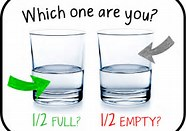 Which one are you?
1/2 FULL? 1/2 EMPTY?